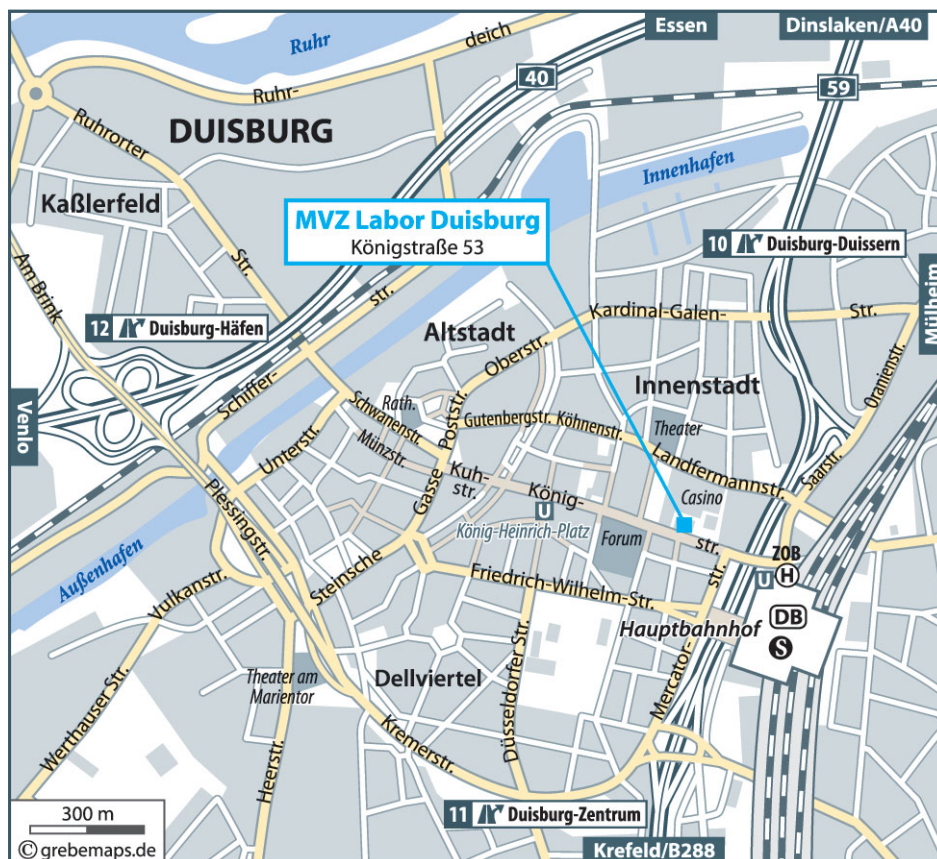 Essen
Dinslaken/A40
Ruhr
deich
40
59
Ruhr-
Ruhrorter
DUISBURG
Innenhafen
Kaßlerfeld
MVZ Labor Duisburg
Königstraße 53
Str.
10 Duisburg-Duissern
Am Brink
str.
Mülheim
12 Duisburg-Häfen
Altstadt
Kardinal-Galen-
Str.
Oberstr.
Schiffer-
Innenstadt
Oranienstr.
Venlo
Rath.
Schwanenstr.
Poststr.
Gutenbergstr.
Köhnenstr.
Theater
Unterstr.
Münzstr.
Landfermannstr.
Saarstr.
Kuh-
str.
König-
Casino
Gasse
U
König-Heinrich-Platz
Forum
str.
Plessingstr.
Außenhafen
ZOB
H
U
Steinsche
Vulkanstr.
Friedrich-Wilhelm-Str.
str.
DB
S
Hauptbahnhof
Theater am
Marientor
Dellviertel
Mercator-
Werthauser Str.
Düsseldorfer Str.
Kremerstr.
Heerstr.
300 m
11 Duisburg-Zentrum
© grebemaps.de
Krefeld/B288